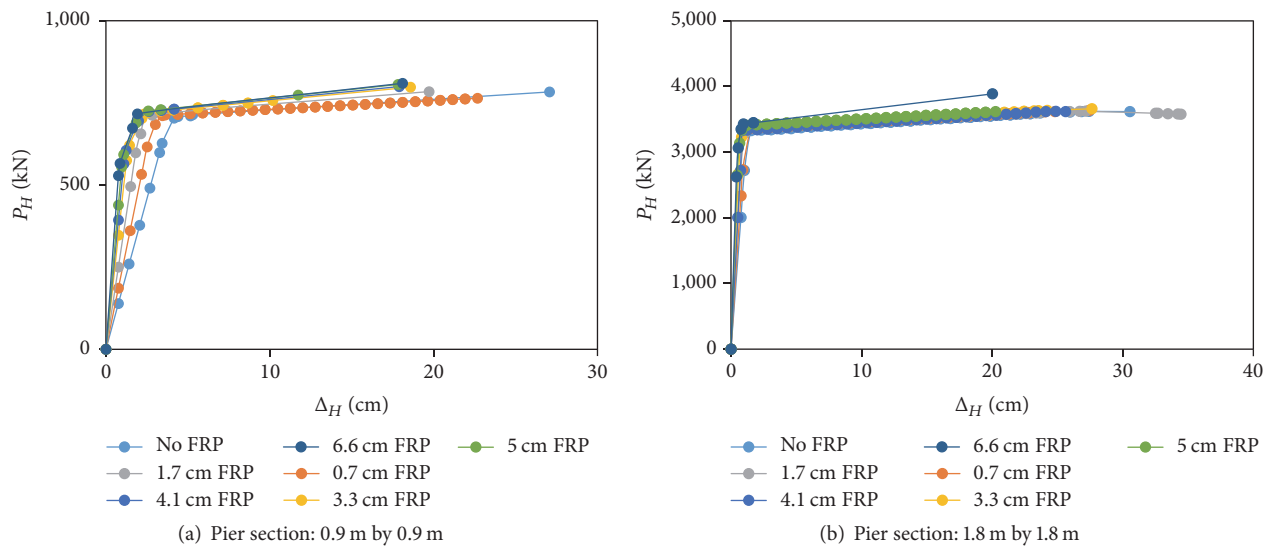 1,000
500
0
P_H (kN)
0
10
20
30
Δ_H (cm)
No FRP
6.6 cm FRP
5 cm FRP
1.7 cm FRP
0.7 cm FRP
4.1 cm FRP
3.3 cm FRP
(a) Pier section: 0.9 m by 0.9 m
5,000
4,000
3,000
2,000
1,000
0
P_H (kN)
0
10
20
30
40
Δ_H (cm)
No FRP
6.6 cm FRP
5 cm FRP
1.7 cm FRP
0.7 cm FRP
4.1 cm FRP
3.3 cm FRP
(b) Pier section: 1.8 m by 1.8 m